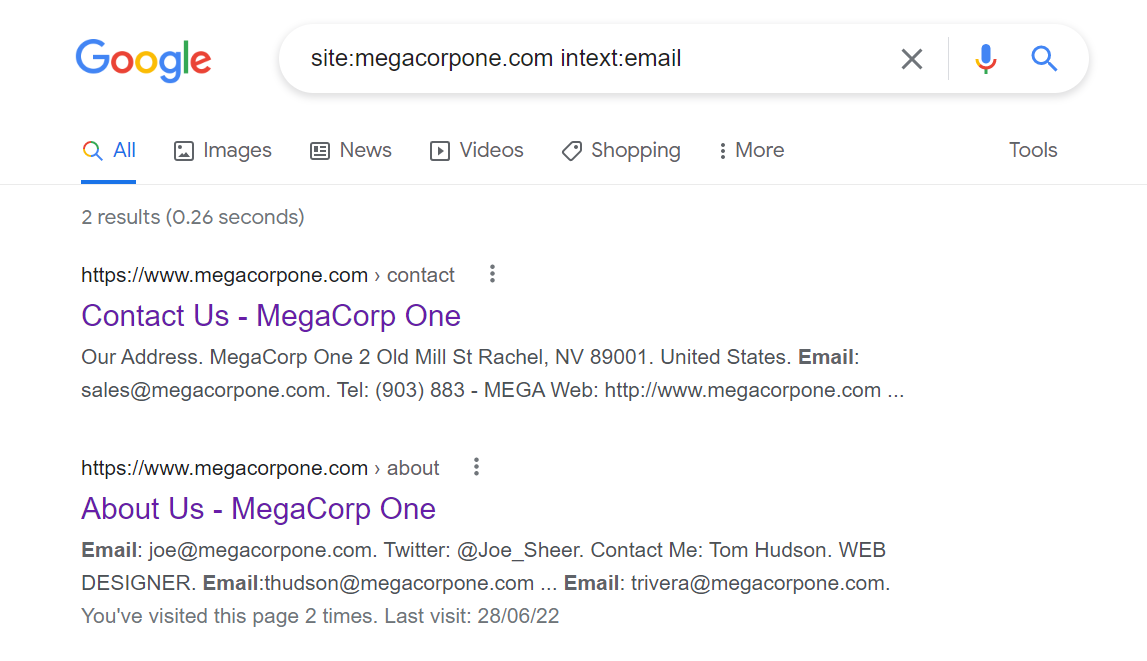 Google
site:megacorpone.com intext:email
All Images News Videos Shopping More Tools
2 results (0.26 seconds)
https://www.megacorpone.com › contact
Contact Us - MegaCorp One
Our Address. MegaCorp One 2 Old Mill St Rachel, NV 89001. United States. Email:
sales@megacorpone.com. Tel: (903) 883 - MEGA Web: http://www.megacorpone.com ...
https://www.megacorpone.com › about
About Us - MegaCorp One
Email: joe@megacorpone.com. Twitter: @Joe_Sheer. Contact Me: Tom Hudson. WEB
DESIGNER. Email:thudson@megacorpone.com ... Email: trivera@megacorpone.com.
You've visited this page 2 times. Last visit: 28/06/22